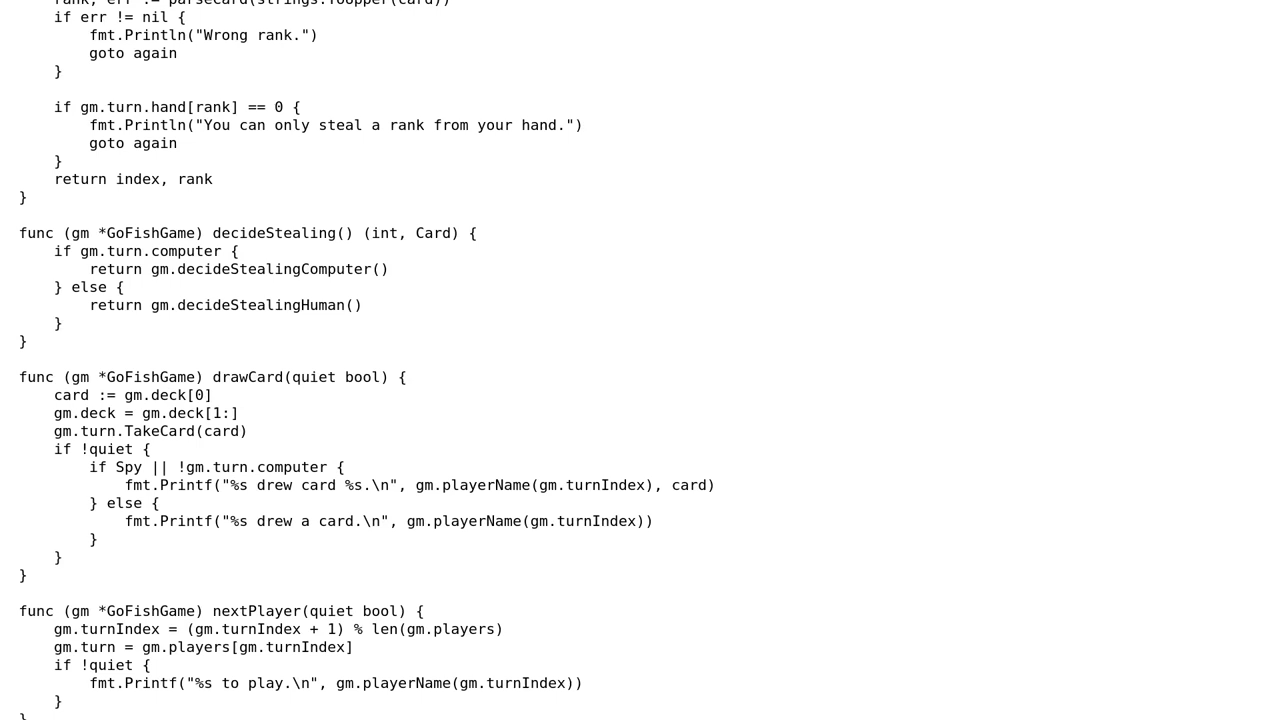 rank, err := parseCard(strings.ToUpper(card))
    if err != nil {
        fmt.Println("Wrong rank.")
        goto again
    }

    if gm.turn.hand[rank] == 0 {
        fmt.Println("You can only steal a rank from your hand.")
        goto again
    }
    return index, rank
}

func (gm *GoFishGame) decideStealing() (int, Card) {
    if gm.turn.computer {
        return gm.decideStealingComputer()
    } else {
        return gm.decideStealingHuman()
    }
}

func (gm *GoFishGame) drawCard(quiet bool) {
    card := gm.deck[0]
    gm.deck = gm.deck[1:]
    gm.turn.TakeCard(card)
    if !quiet {
        if Spy || !gm.turn.computer {
            fmt.Printf("%s drew card %s.\n", gm.playerName(gm.turnIndex), card)
        } else {
            fmt.Printf("%s drew a card.\n", gm.playerName(gm.turnIndex))
        }
    }
}

func (gm *GoFishGame) nextPlayer(quiet bool) {
    gm.turnIndex = (gm.turnIndex + 1) % len(gm.players)
    gm.turn = gm.players[gm.turnIndex]
    if !quiet {
        fmt.Printf("%s to play.\n", gm.playerName(gm.turnIndex))
    }
}